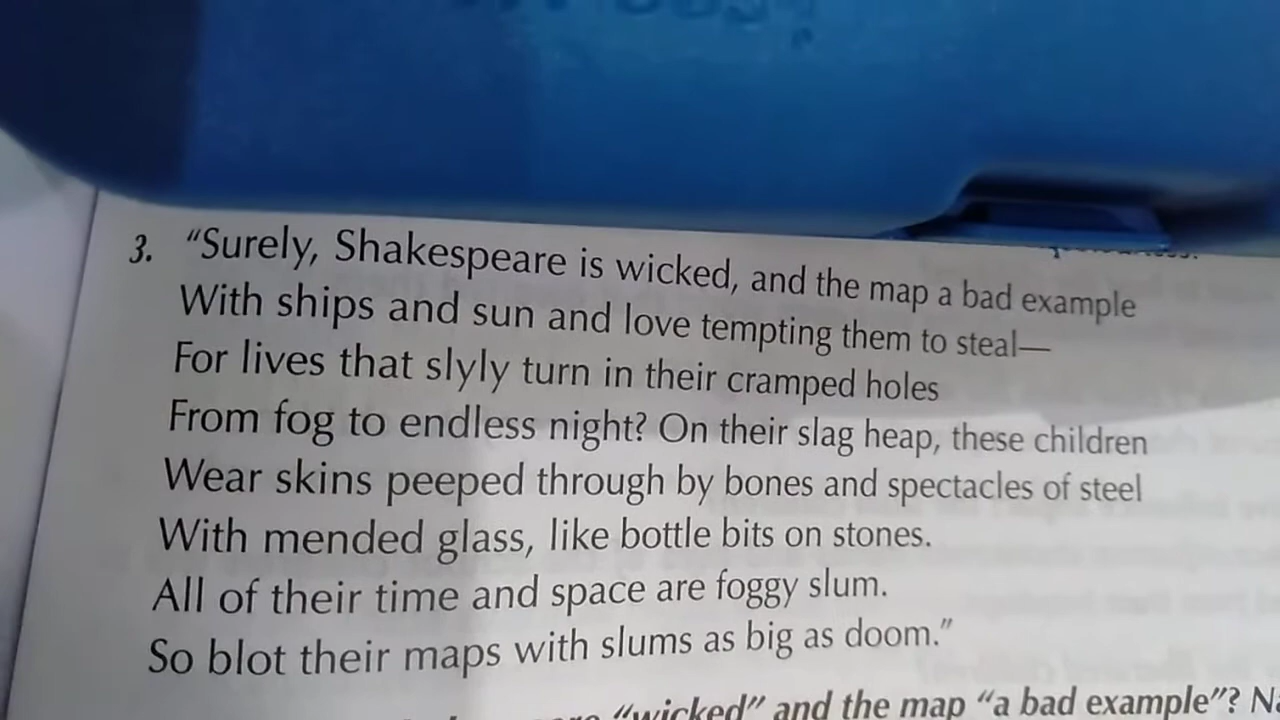 3. "Surely, Shakespeare is wicked, and the map a bad example
With ships and sun and love tempting them to steal—
For lives that slyly turn in their cramped holes
From fog to endless night? On their slag heap, these children
Wear skins peeped through by bones and spectacles of steel
With mended glass, like bottle bits on stones.
All of their time and space are foggy slum.
So blot their maps with slums as big as doom."
"wicked" and the map "a bad example"?